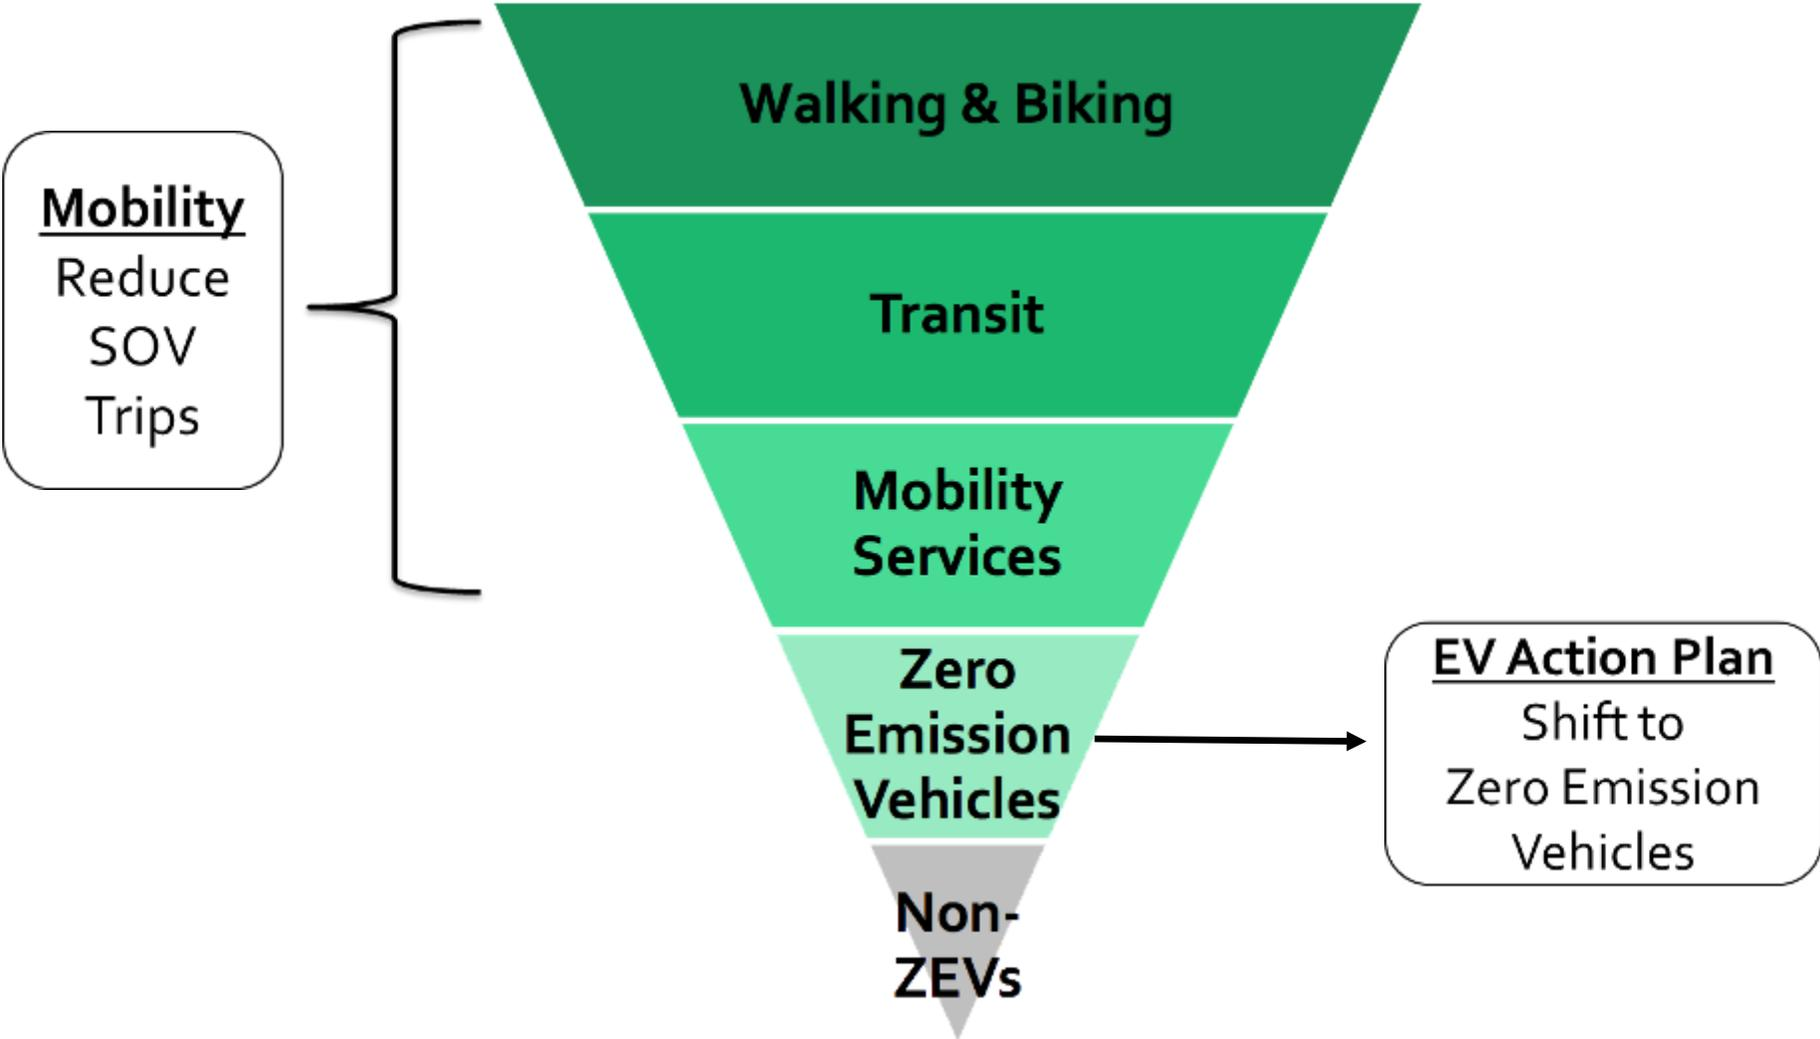 Walking & Biking
Mobility
Reduce
SOV
Trips
Transit
Mobility
Services
Zero
Emission
Vehicles
EV Action Plan
Shift to
Zero Emission
Vehicles
Non-
ZEVs